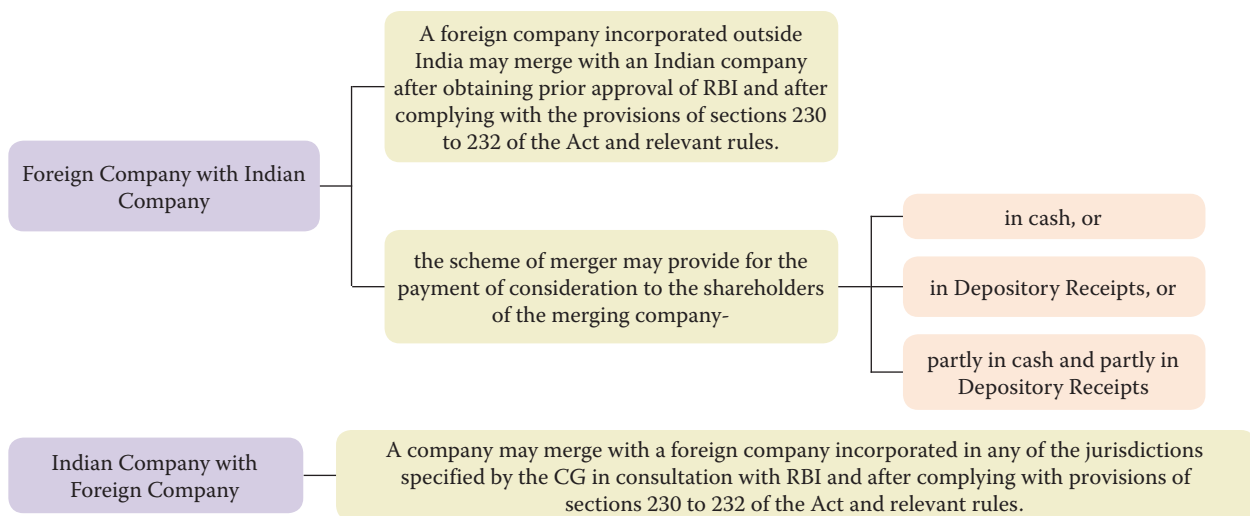 A foreign company incorporated outside
India may merge with an Indian company
after obtaining prior approval of RBI and after
complying with the provisions of sections 230
to 232 of the Act and relevant rules.
Foreign Company with Indian
Company
the scheme of merger may provide for the
payment of consideration to the shareholders
of the merging company-
in cash, or
in Depository Receipts, or
partly in cash and partly in
Depository Receipts
Indian Company with
Foreign Company
A company may merge with a foreign company incorporated in any of the jurisdictions
specified by the CG in consultation with RBI and after complying with provisions of
sections 230 to 232 of the Act and relevant rules.